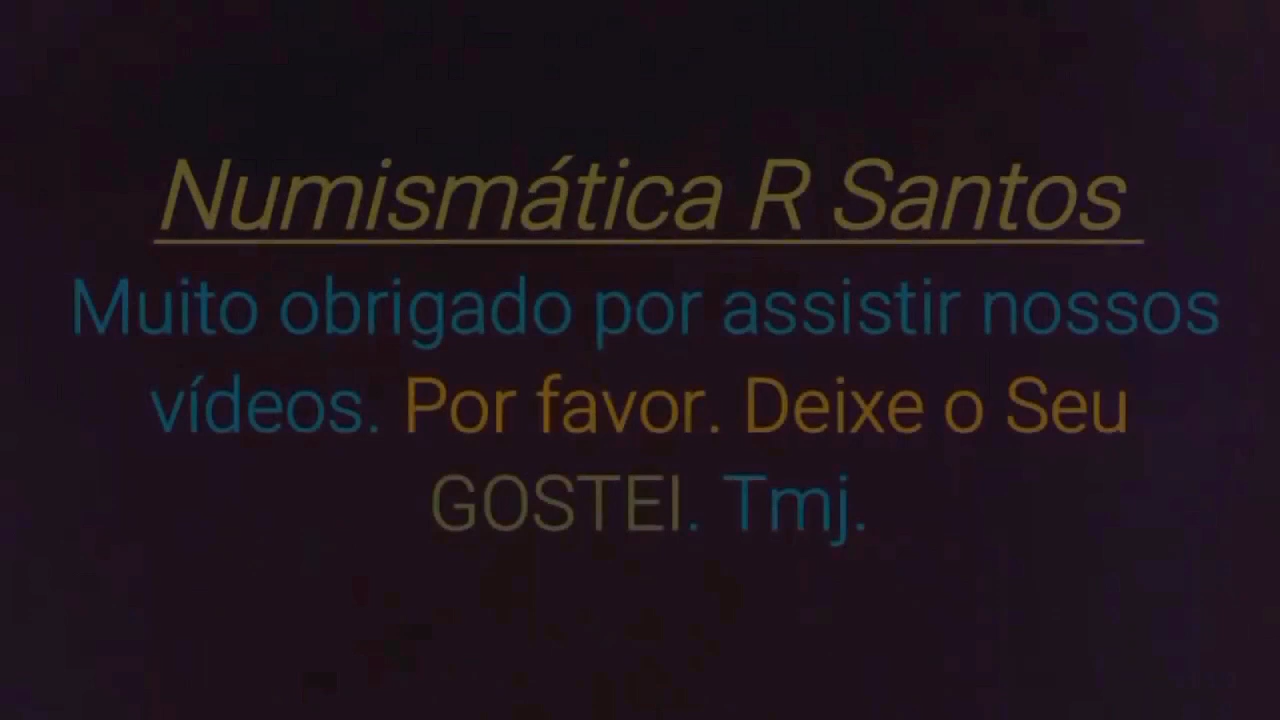 Numismática R Santos
Muito obrigado por assistir nossos
vídeos. Por favor. Deixe o Seu
GOSTEI. Tmj.